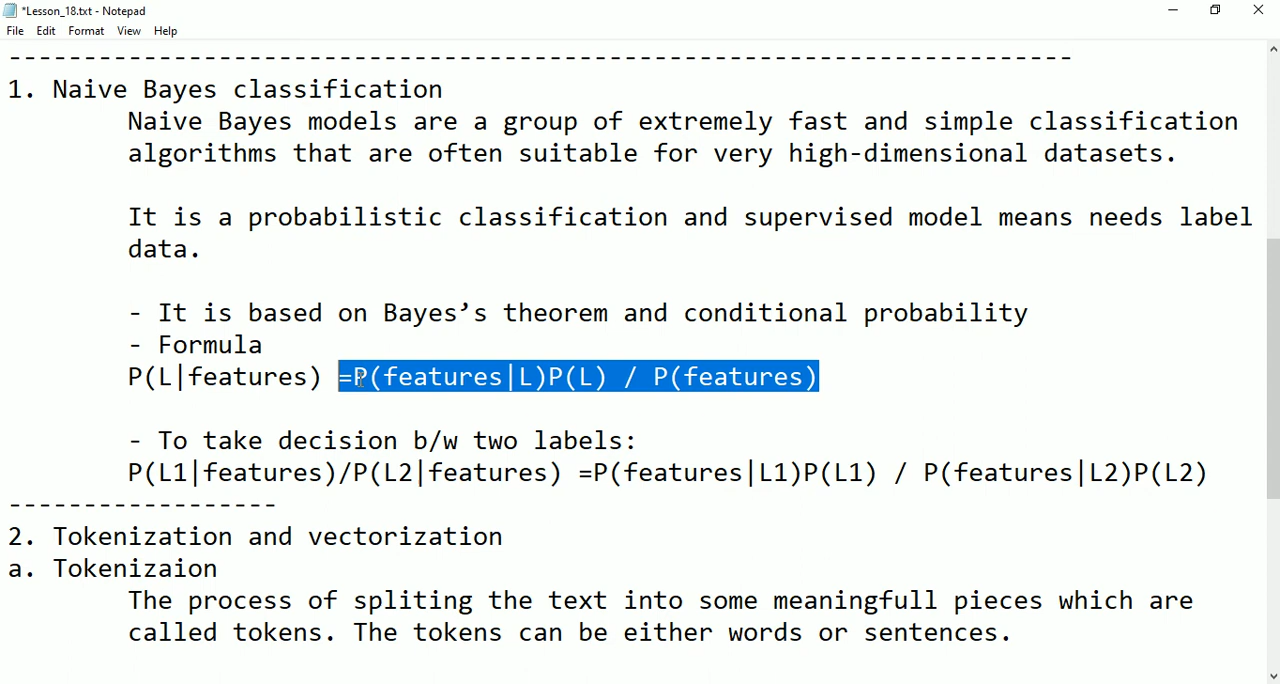 *Lesson_18.txt - Notepad
File Edit Format View Help
-----------------------------------------------------------------------
1. Naive Bayes classification
Naive Bayes models are a group of extremely fast and simple classification
algorithms that are often suitable for very high-dimensional datasets.
It is a probabilistic classification and supervised model means needs label
data.
- It is based on Bayes’s theorem and conditional probability
- Formula
P(L|features) =P(features|L)P(L) / P(features)
- To take decision b/w two labels:
P(L1|features)/P(L2|features) =P(features|L1)P(L1) / P(features|L2)P(L2)
------------------
2. Tokenization and vectorization
a. Tokenizaion
The process of spliting the text into some meaningfull pieces which are
called tokens. The tokens can be either words or sentences.